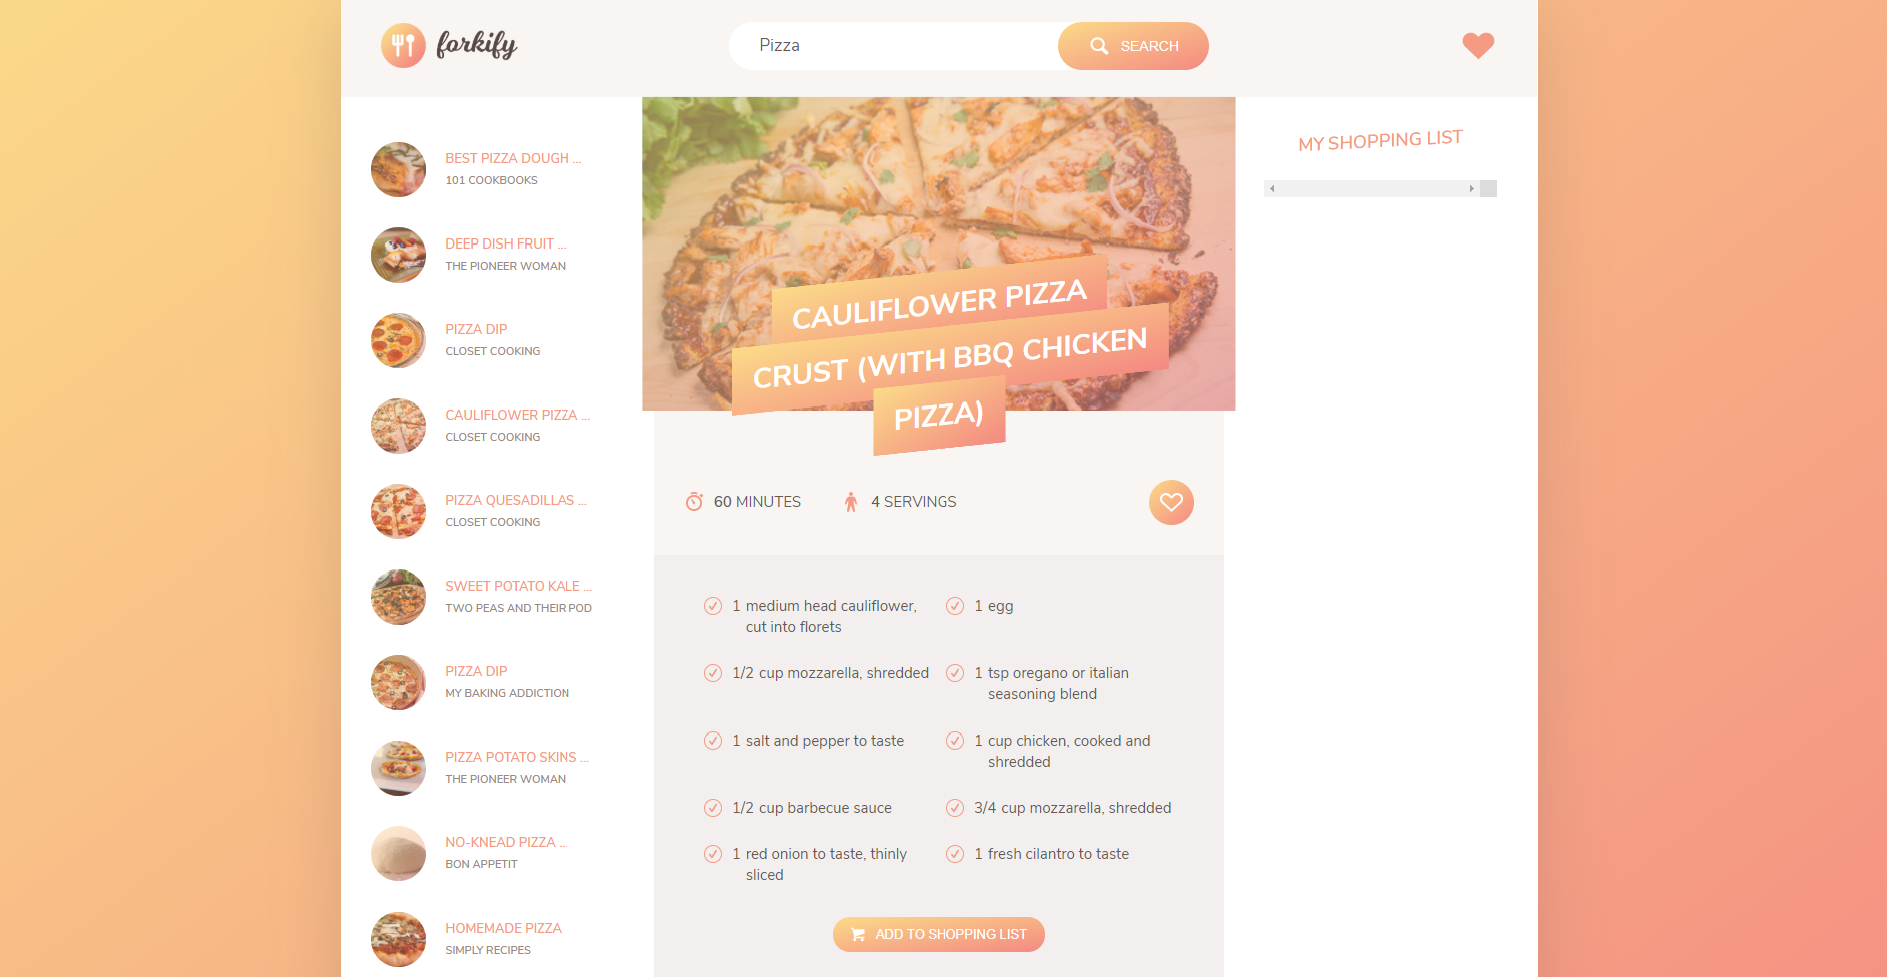 forkify
Pizza
SEARCH
BEST PIZZA DOUGH ...
101 COOKBOOKS
DEEP DISH FRUIT ...
THE PIONEER WOMAN
PIZZA DIP
CLOSET COOKING
CAULIFLOWER PIZZA ...
CLOSET COOKING
PIZZA QUESADILLAS ...
CLOSET COOKING
SWEET POTATO KALE ...
TWO PEAS AND THEIR POD
PIZZA DIP
MY BAKING ADDICTION
PIZZA POTATO SKINS ...
THE PIONEER WOMAN
NO-KNEAD PIZZA ...
BON APPETIT
HOMEMADE PIZZA
SIMPLY RECIPES
CAULIFLOWER PIZZA
CRUST (WITH BBQ CHICKEN
PIZZA)
60 MINUTES
4 SERVINGS
1 medium head cauliflower,
cut into florets
1 egg
1/2 cup mozzarella, shredded
1 tsp oregano or italian
seasoning blend
1 salt and pepper to taste
1 cup chicken, cooked and
shredded
1/2 cup barbecue sauce
3/4 cup mozzarella, shredded
1 red onion to taste, thinly
sliced
1 fresh cilantro to taste
ADD TO SHOPPING LIST
MY SHOPPING LIST